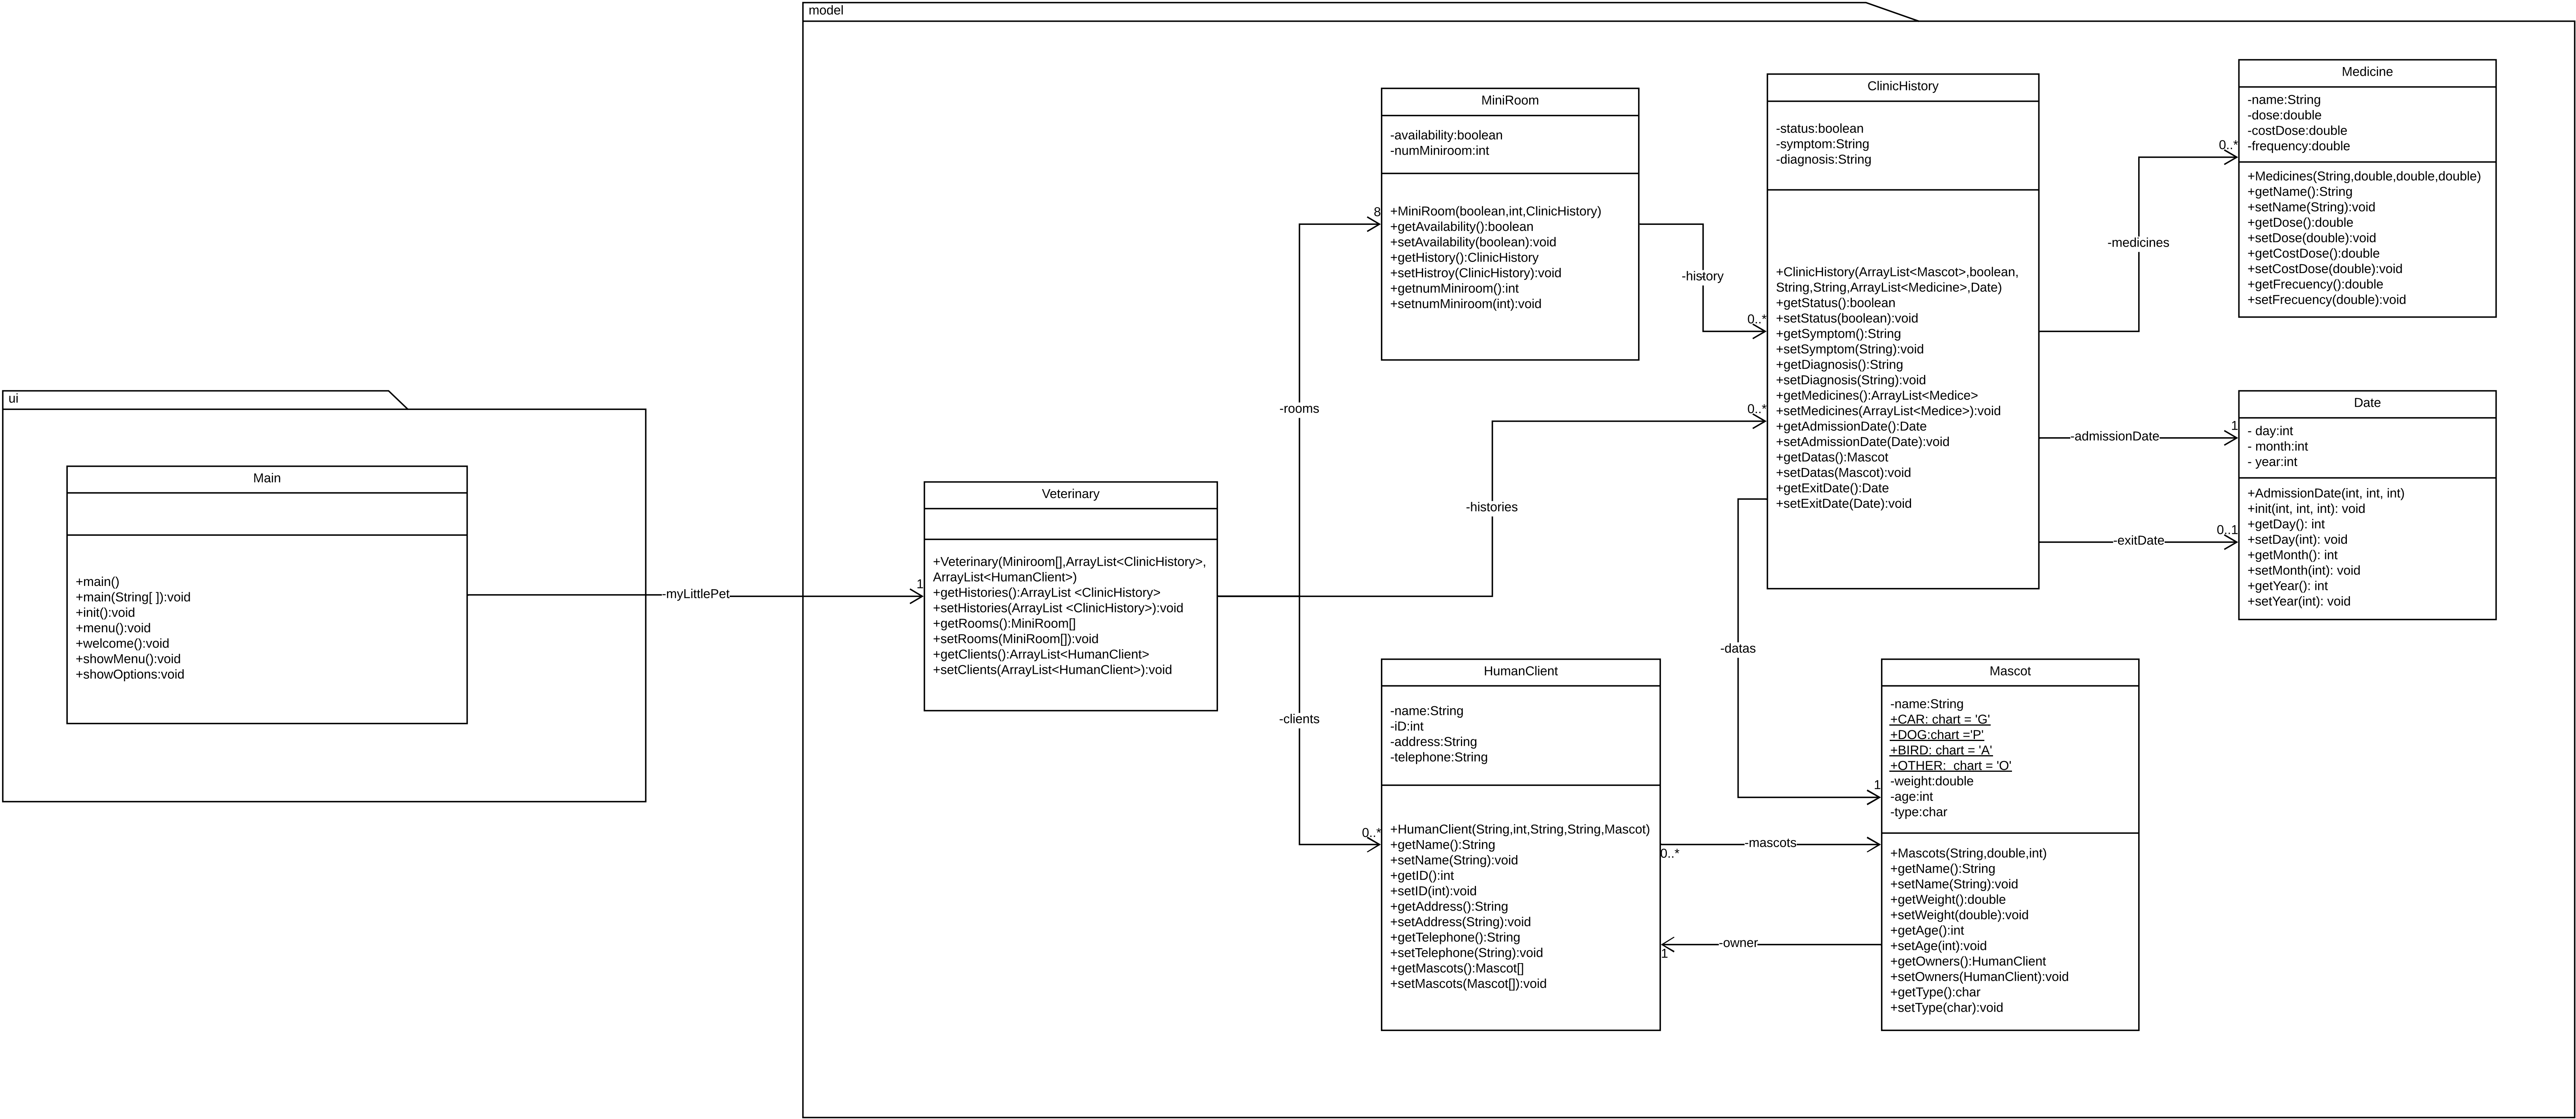 model
ui
Main
+main()
+main(String[ ]):void
+init():void
+menu():void
+welcome():void
+showMenu():void
+showOptions:void
-myLittlePet
1
Veterinary
+Veterinary(Miniroom[],ArrayList<ClinicHistory>,
ArrayList<HumanClient>)
+getHistories():ArrayList <ClinicHistory>
+setHistories(ArrayList <ClinicHistory>):void
+getRooms():MiniRoom[]
+setRooms(MiniRoom[]):void
+getClients():ArrayList<HumanClient>
+setClients(ArrayList<HumanClient>):void
-rooms
8
-histories
0..*
-clients
0..*
MiniRoom
-availability:boolean
-numMiniroom:int
+MiniRoom(boolean,int,ClinicHistory)
+getAvailability():boolean
+setAvailability(boolean):void
+getHistory():ClinicHistory
+setHistroy(ClinicHistory):void
+getnumMiniroom():int
+setnumMiniroom(int):void
-history
0..*
ClinicHistory
-status:boolean
-symptom:String
-diagnosis:String
+ClinicHistory(ArrayList<Mascot>,boolean,
String,String,ArrayList<Medicine>,Date)
+getStatus():boolean
+setStatus(boolean):void
+getSymptom():String
+setSymptom(String):void
+getDiagnosis():String
+setDiagnosis(String):void
+getMedicines():ArrayList<Medice>
+setMedicines(ArrayList<Medice>):void
+getAdmissionDate():Date
+setAdmissionDate(Date):void
+getDatas():Mascot
+setDatas(Mascot):void
+getExitDate():Date
+setExitDate(Date):void
-medicines
0..*
-admissionDate
1
-exitDate
0..1
-datas
1
Medicine
-name:String
-dose:double
-costDose:double
-frequency:double
+Medicines(String,double,double,double)
+getName():String
+setName(String):void
+getDose():double
+setDose(double):void
+getCostDose():double
+setCostDose(double):void
+getFrecuency():double
+setFrecuency(double):void
Date
- day:int
- month:int
- year:int
+AdmissionDate(int, int, int)
+init(int, int, int): void
+getDay(): int
+setDay(int): void
+getMonth(): int
+setMonth(int): void
+getYear(): int
+setYear(int): void
HumanClient
-name:String
-iD:int
-address:String
-telephone:String
+HumanClient(String,int,String,String,Mascot)
+getName():String
+setName(String):void
+getID():int
+setID(int):void
+getAddress():String
+setAddress(String):void
+getTelephone():String
+setTelephone(String):void
+getMascots():Mascot[]
+setMascots(Mascot[]):void
-mascots
0..*
-owner
1
Mascot
-name:String
+CAR: chart = 'G'
+DOG:chart ='P'
+BIRD: chart = 'A'
+OTHER:  chart = 'O'
-weight:double
-age:int
-type:char
+Mascots(String,double,int)
+getName():String
+setName(String):void
+getWeight():double
+setWeight(double):void
+getAge():int
+setAge(int):void
+getOwners():HumanClient
+setOwners(HumanClient):void
+getType():char
+setType(char):void